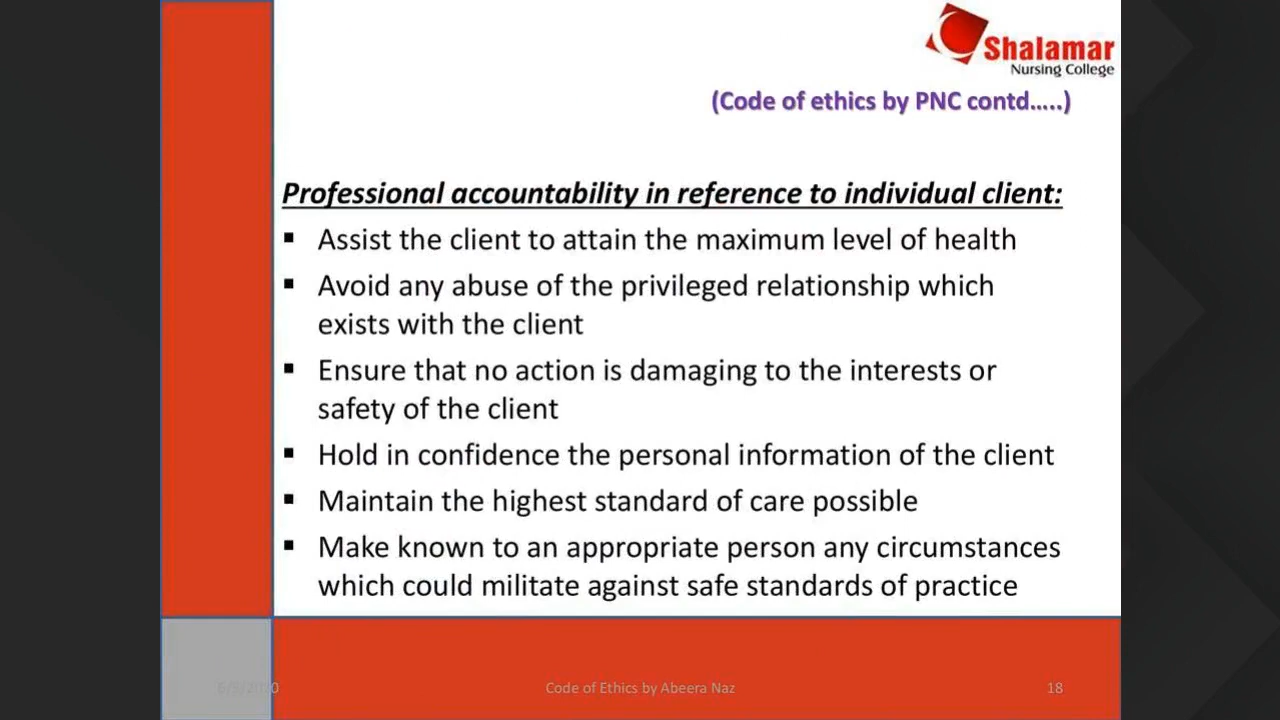 Shalamar
Nursing College
(Code of ethics by PNC contd…..)
Professional accountability in reference to individual client:
▪ Assist the client to attain the maximum level of health
▪ Avoid any abuse of the privileged relationship which
exists with the client
▪ Ensure that no action is damaging to the interests or
safety of the client
▪ Hold in confidence the personal information of the client
▪ Maintain the highest standard of care possible
▪ Make known to an appropriate person any circumstances
which could militate against safe standards of practice
Code of Ethics by Abeera Naz
18